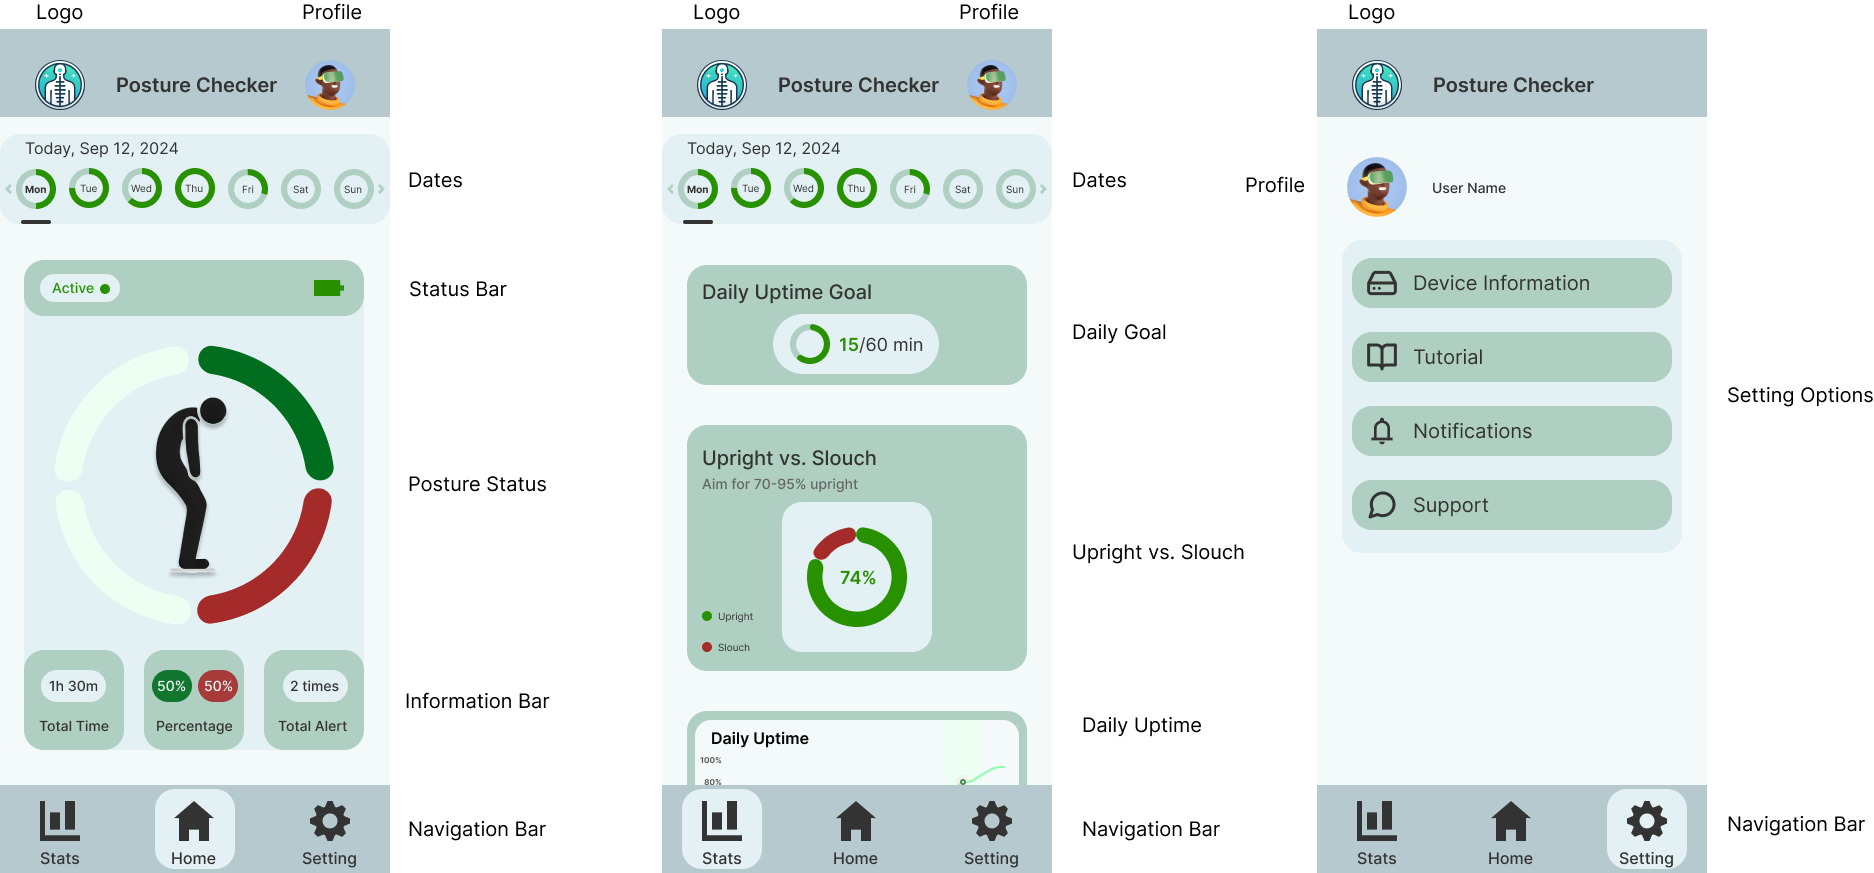 Logo
Profile
Posture Checker
Today, Sep 12, 2024
Mon
Tue
Wed
Thu
Fri
Sat
Sun
Dates
Active
Status Bar
Posture Status
1h 30m
Total Time
50%
50%
Percentage
2 times
Total Alert
Information Bar
Stats
Home
Setting
Navigation Bar
Logo
Profile
Posture Checker
Today, Sep 12, 2024
Mon
Tue
Wed
Thu
Fri
Sat
Sun
Dates
Daily Uptime Goal
15/60 min
Daily Goal
Upright vs. Slouch
Aim for 70-95% upright
74%
Upright
Slouch
Upright vs. Slouch
Daily Uptime
100%
80%
Daily Uptime
Stats
Home
Setting
Navigation Bar
Logo
Posture Checker
Profile
User Name
Device Information
Tutorial
Notifications
Support
Setting Options
Stats
Home
Setting
Navigation Bar